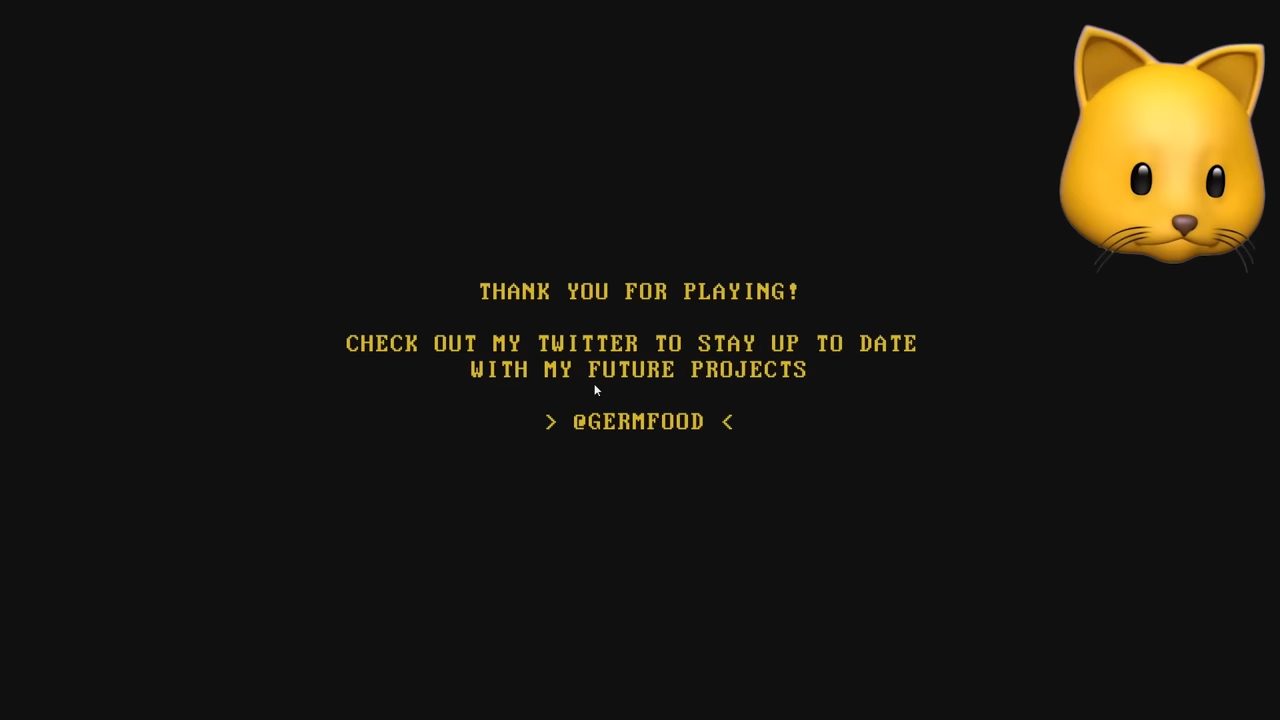 THANK YOU FOR PLAYING!
CHECK OUT MY TWITTER TO STAY UP TO DATE
WITH MY FUTURE PROJECTS
> @GERMFOOD <